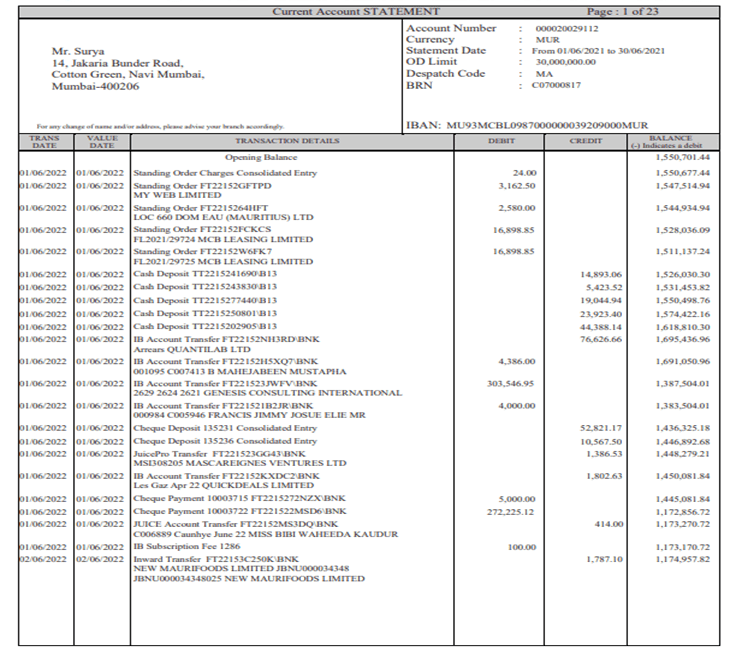 Current Account STATEMENT Page : 1 of 23
Mr. Surya
14, Jakaria Bunder Road,
Cotton Green, Navi Mumbai,
Mumbai-400206
For any change of name and/or address, please advise your branch accordingly.
Account Number : 000020029112
Currency : MUR
Statement Date : From 01/06/2021 to 30/06/2021
OD Limit : 30,000,000.00
Despatch Code : MA
BRN : C07000817
IBAN: MU93MCBL0987000000039209000MUR
TRANS DATE VALUE DATE TRANSACTION DETAILS DEBIT CREDIT BALANCE
(-) Indicates a debit
Opening Balance 1,550,701.44
01/06/2022 01/06/2022 Standing Order Charges Consolidated Entry 24.00 1,550,677.44
01/06/2022 01/06/2022 Standing Order FT22152GFTPD 3,162.50 1,547,514.94
MY WEB LIMITED
01/06/2022 01/06/2022 Standing Order FT2215264HFT 2,580.00 1,544,934.94
LOC 660 DOM EAU (MAURITIUS) LTD
01/06/2022 01/06/2022 Standing Order FT22152FCKCS 16,898.85 1,528,036.09
FL2021/29724 MCB LEASING LIMITED
01/06/2022 01/06/2022 Standing Order FT22152W6FK7 16,898.85 1,511,137.24
FL2021/29725 MCB LEASING LIMITED
01/06/2022 01/06/2022 Cash Deposit TT2215241690\B13 14,893.06 1,526,030.30
01/06/2022 01/06/2022 Cash Deposit TT2215243830\B13 5,423.52 1,531,453.82
01/06/2022 01/06/2022 Cash Deposit TT2215277440\B13 19,044.94 1,550,498.76
01/06/2022 01/06/2022 Cash Deposit TT2215250801\B13 23,923.40 1,574,422.16
01/06/2022 01/06/2022 Cash Deposit TT2215202905\B13 44,388.14 1,618,810.30
01/06/2022 01/06/2022 IB Account Transfer FT22152NH3RD\BNK 76,626.66 1,695,436.96
Arrears QUANTILAB LTD
01/06/2022 01/06/2022 IB Account Transfer FT22152H5XQ7\BNK 4,386.00 1,691,050.96
001095 C007413 B MAHEJABEEN MUSTAPHA
01/06/2022 01/06/2022 IB Account Transfer FT221523JWFV\BNK 303,546.95 1,387,504.01
2629 2624 2621 GENESIS CONSULTING INTERNATIONAL
01/06/2022 01/06/2022 IB Account Transfer FT221521B2JR\BNK 4,000.00 1,383,504.01
000984 C005946 FRANCIS JIMMY JOSUE ELIE MR
01/06/2022 01/06/2022 Cheque Deposit 135231 Consolidated Entry 52,821.17 1,436,325.18
01/06/2022 01/06/2022 Cheque Deposit 135236 Consolidated Entry 10,567.50 1,446,892.68
01/06/2022 01/06/2022 JuicePro Transfer FT221523GG43\BNK 1,386.53 1,448,279.21
MSI308205 MASCAREIGNES VENTURES LTD
01/06/2022 01/06/2022 IB Account Transfer FT22152KXDC2\BNK 1,802.63 1,450,081.84
Les Gaz Apr 22 QUICKDEALS LIMITED
01/06/2022 01/06/2022 Cheque Payment 10003715 FT2215272NZX\BNK 5,000.00 1,445,081.84
01/06/2022 01/06/2022 Cheque Payment 10003722 FT221522MSD6\BNK 272,225.12 1,172,856.72
01/06/2022 01/06/2022 JUICE Account Transfer FT22152MS3DQ\BNK 414.00 1,173,270.72
C006889 Caunhye June 22 MISS BIBI WAHEEDA KAUDUR
01/06/2022 01/06/2022 IB Subscription Fee 1286 100.00 1,173,170.72
02/06/2022 02/06/2022 Inward Transfer FT22153C250K\BNK 1,787.10 1,174,957.82
NEW MAURIFOODS LIMITED JBNU000034348
JBNU000034348025 NEW MAURIFOODS LIMITED